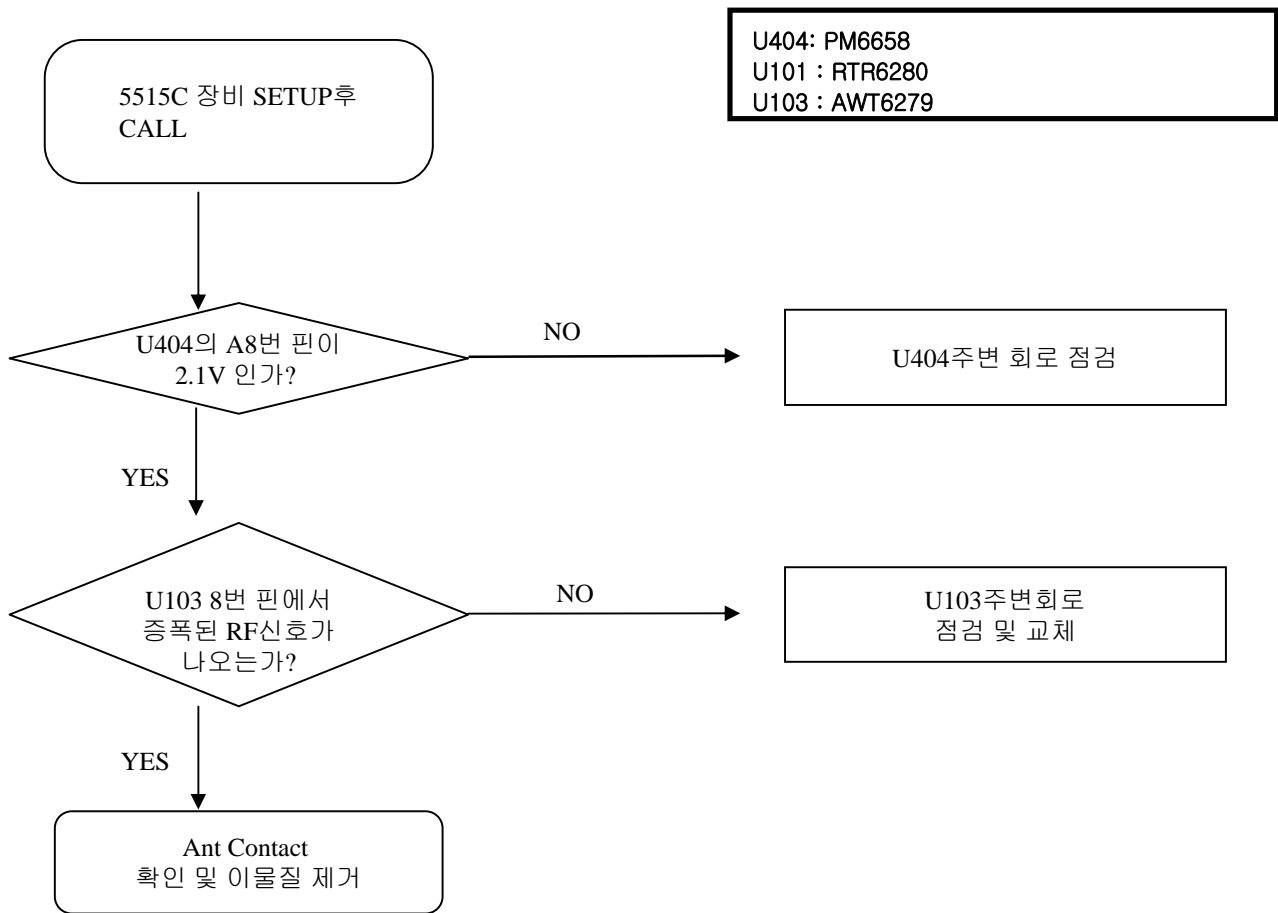 U404: PM6658
U101 : RTR6280
U103 : AWT6279
5515C 장비 SETUP후
CALL
U404의 A8번 핀이
2.1V 인가?
NO
U404주변 회로 점검
YES
U103 8번 핀에서
증폭된 RF신호가
나오는가?
NO
U103주변회로
점검 및 교체
YES
Ant Contact
확인 및 이물질 제거